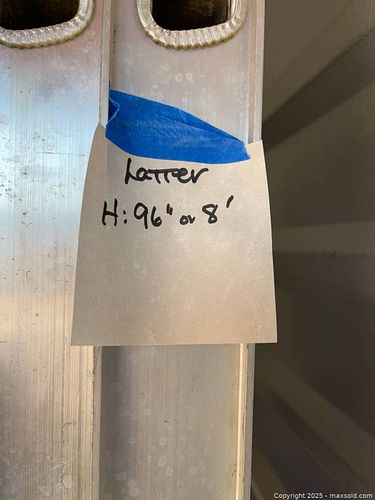 Latter
H: 96" or 8'
Copyright 2025 - maxsold.com